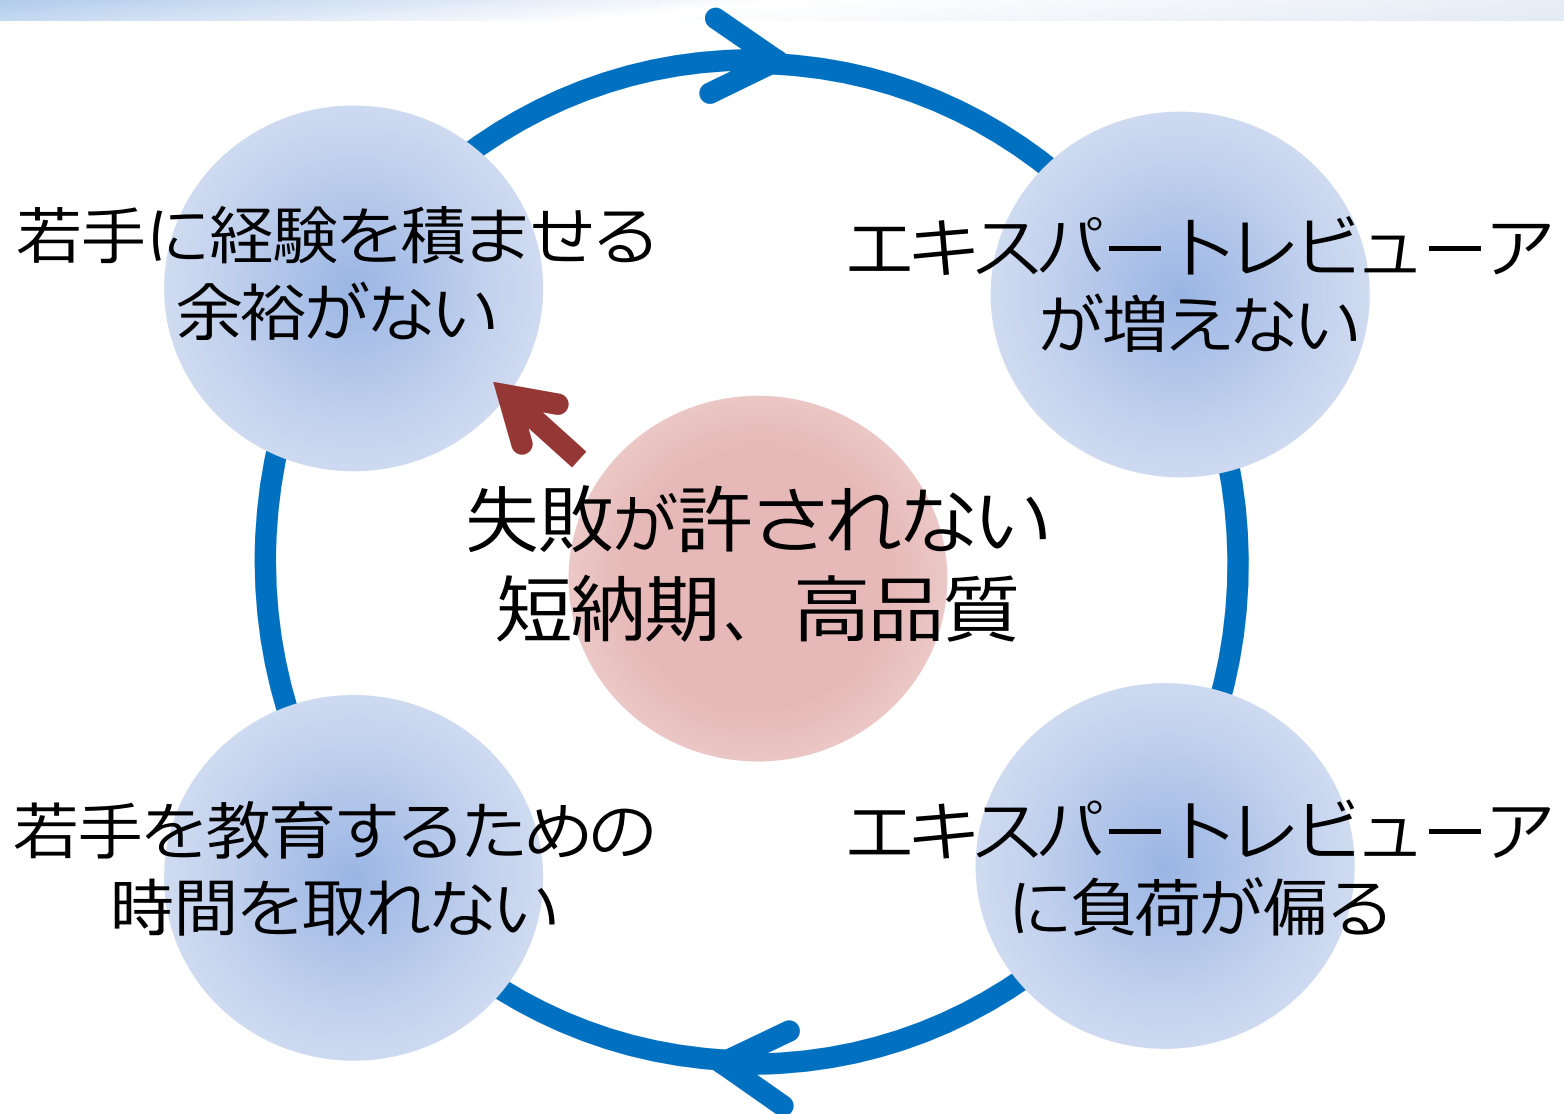 若手に経験を積ませる
余裕がない
エキスパートレビューア
が増えない
失敗が許されない
短納期、高品質
若手を教育するための
時間を取れない
エキスパートレビューア
に負荷が偏る